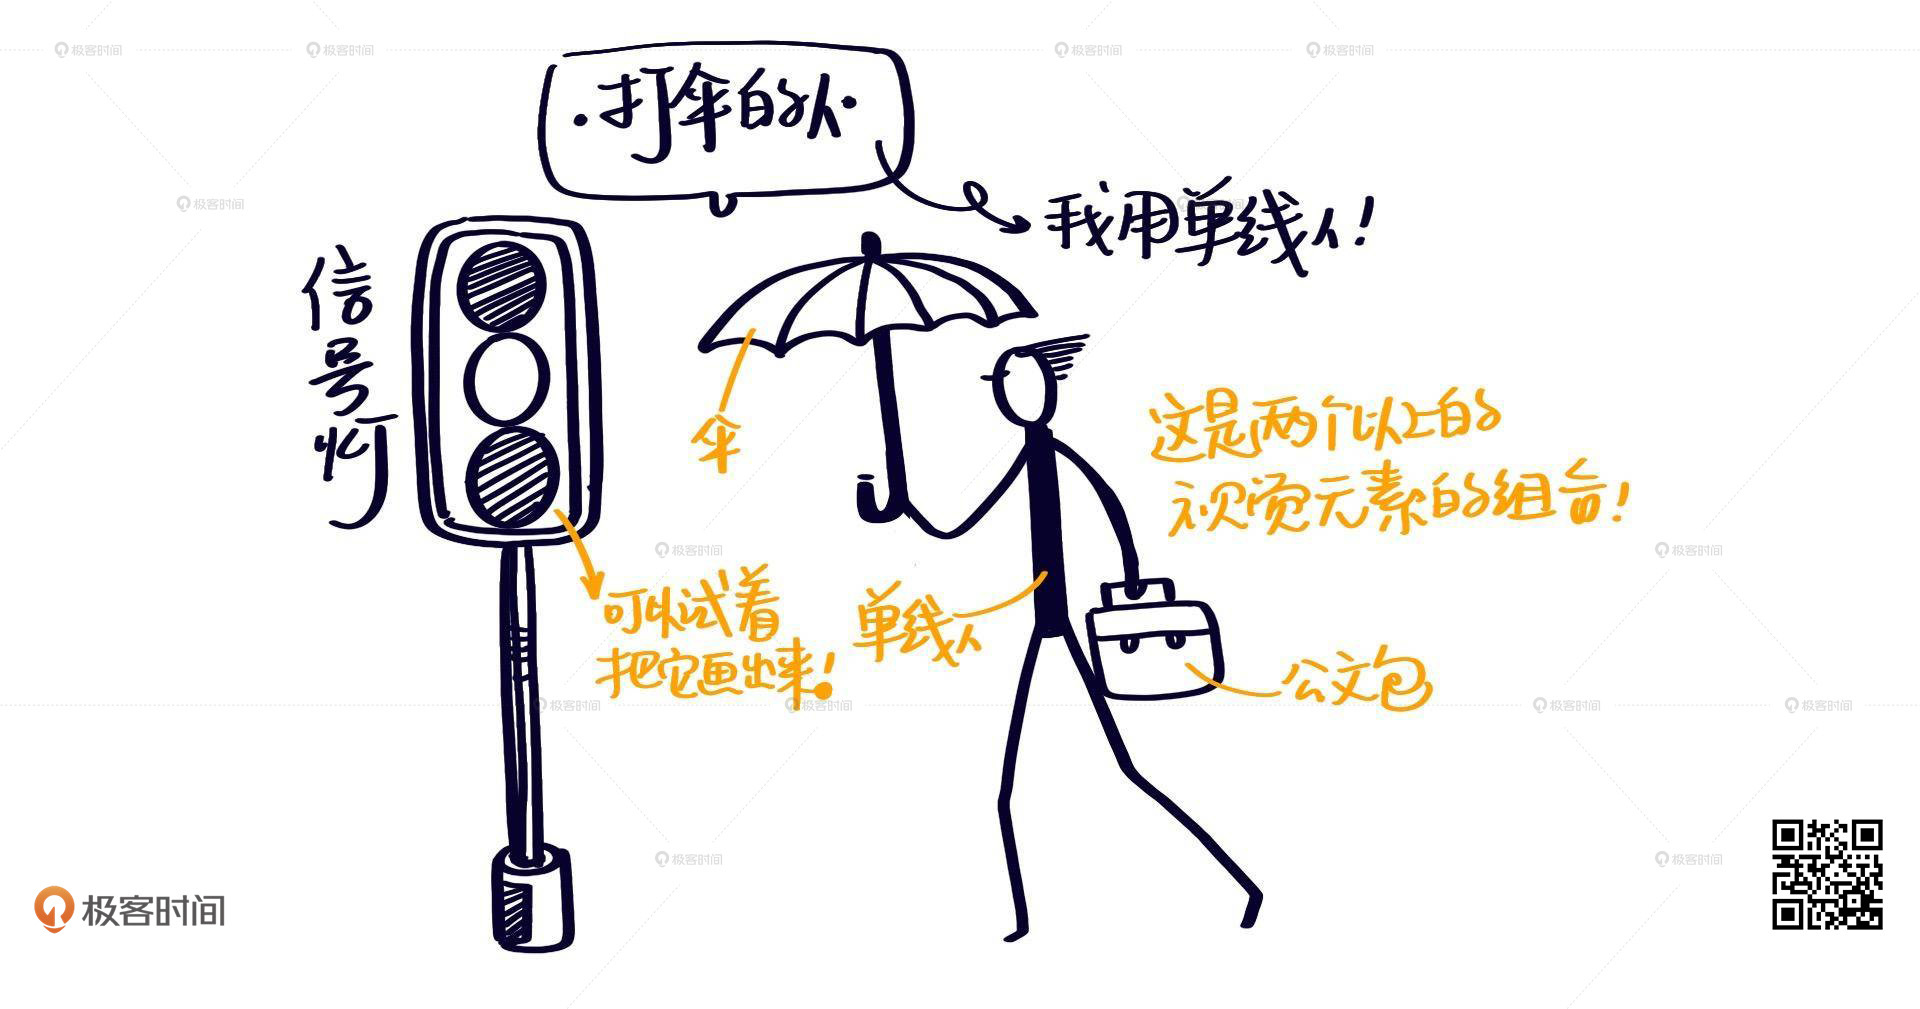 ·打伞的人·
我用单线人!
信号灯
伞
这是两个以上的
视觉元素的组合!
可以试着
把它画出来!
单线人
公文包
极客时间